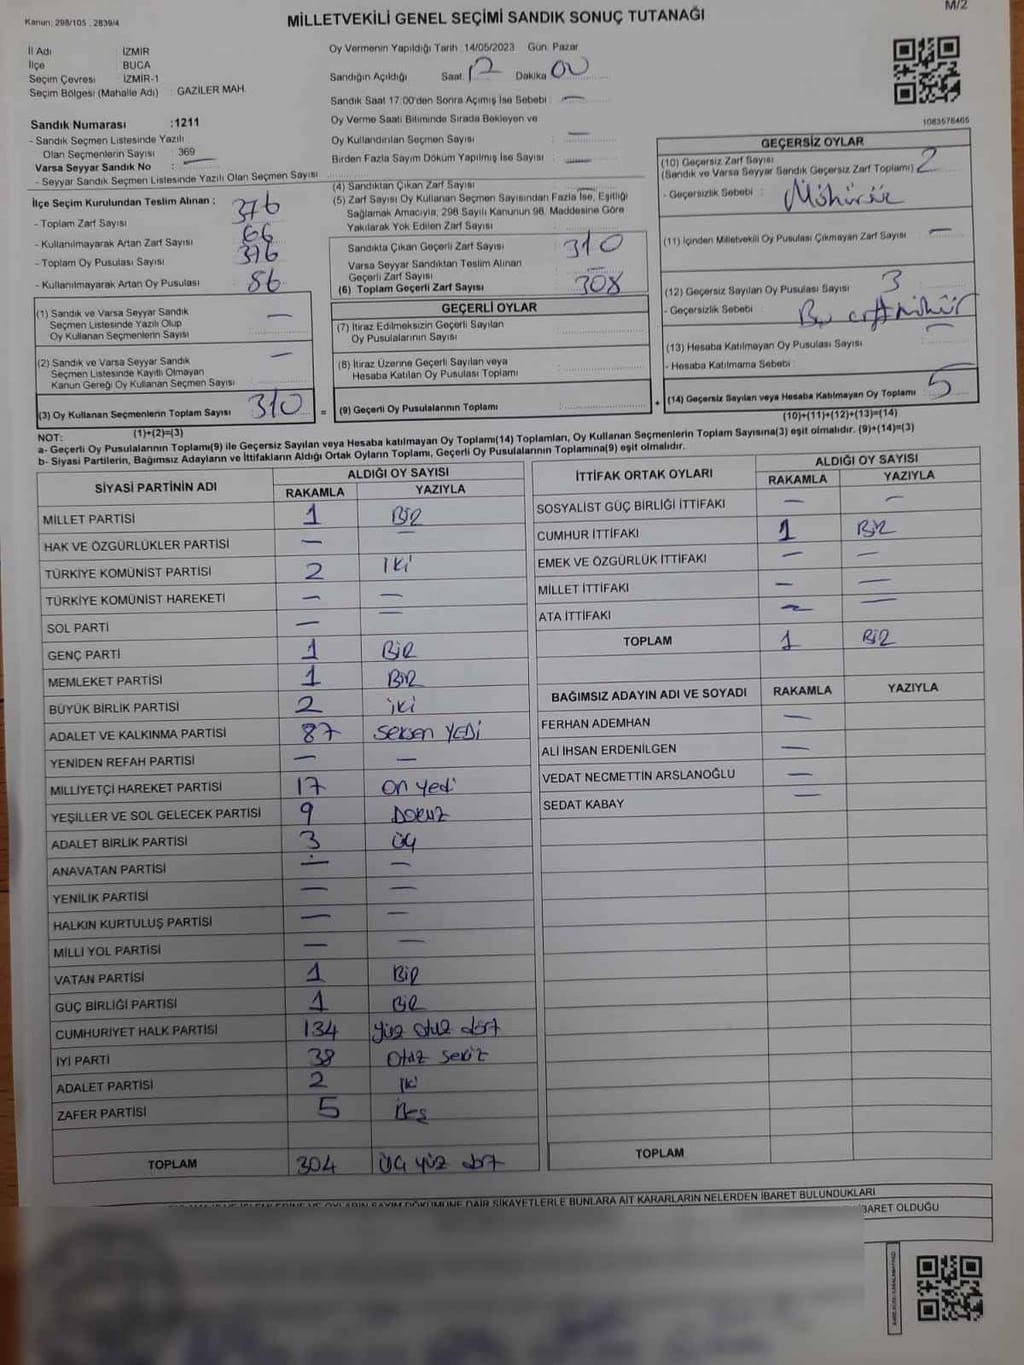 Kanun: 298/105 . 2839/4
MİLLETVEKİLİ GENEL SEÇİMİ SANDIK SONUÇ TUTANAĞI
M/2
İl Adı İZMİR
İlçe BUCA
Seçim Çevresi İZMİR-1
Seçim Bölgesi (Mahalle Adı) : GAZİLER MAH.
Sandık Numarası :1211
- Sandık Seçmen Listesinde Yazılı
Olan Seçmenlerin Sayısı : 369
Varsa Seyyar Sandık No : —
- Seyyar Sandık Seçmen Listesinde Yazılı Olan Seçmen Sayısı
Oy Vermenin Yapıldığı Tarih :14/05/2023 Gün: Pazar
Sandığın Açıldığı Saat 12 Dakika 00
Sandık Saat 17:00'den Sonra Açılmış İse Sebebi : —
Oy Verme Saati Bitiminde Sırada Bekleyen ve
Oy Kullandırılan Seçmen Sayısı —
Birden Fazla Sayım Döküm Yapılmış İse Sayısı : —
1083576465
İlçe Seçim Kurulundan Teslim Alınan :
- Toplam Zarf Sayısı 376
- Kullanılmayarak Artan Zarf Sayısı 66
- Toplam Oy Pusulası Sayısı 376
- Kullanılmayarak Artan Oy Pusulası 86
(1) Sandık ve Varsa Seyyar Sandık
Seçmen Listesinde Yazılı Olup
Oy Kullanan Seçmenlerin Sayısı —
(2) Sandık ve Varsa Seyyar Sandık
Seçmen Listesinde Kayıtlı Olmayan
Kanun Gereği Oy Kullanan Seçmen Sayısı —
(3) Oy Kullanan Seçmenlerin Toplam Sayısı 310 =
(1)+(2)=(3)
(4) Sandıktan Çıkan Zarf Sayısı —
(5) Zarf Sayısı Oy Kullanan Seçmen Sayısından Fazla İse, Eşitliği
Sağlamak Amacıyla, 298 Sayılı Kanunun 98. Maddesine Göre
Yakılarak Yok Edilen Zarf Sayısı
Sandıkta Çıkan Geçerli Zarf Sayısı 310
Varsa Seyyar Sandıktan Teslim Alınan
Geçerli Zarf Sayısı —
(6) Toplam Geçerli Zarf Sayısı 308
GEÇERLİ OYLAR
(7) İtiraz Edilmeksizin Geçerli Sayılan
Oy Pusulalarının Sayısı
(8) İtiraz Üzerine Geçerli Sayılan veya
Hesaba Katılan Oy Pusulası Toplamı
(9) Geçerli Oy Pusulalarının Toplamı +
GEÇERSİZ OYLAR
(10) Geçersiz Zarf Sayısı 2
(Sandık ve Varsa Seyyar Sandık Geçersiz Zarf Toplamı)
- Geçersizlik Sebebi : Mühürsüz
(11) İçinden Milletvekili Oy Pusulası Çıkmayan Zarf Sayısı —
(12) Geçersiz Sayılan Oy Pusulası Sayısı 3
- Geçersizlik Sebebi :
(13) Hesaba Katılmayan Oy Pusulası Sayısı —
- Hesaba Katılmama Sebebi :
(14) Geçersiz Sayılan veya Hesaba Katılmayan Oy Toplamı 5
(10)+(11)+(12)+(13)=(14)
NOT:
a- Geçerli Oy Pusulalarının Toplamı(9) ile Geçersiz Sayılan veya Hesaba katılmayan Oy Toplamı(14) Toplamları, Oy Kullanan Seçmenlerin Toplam Sayısına(3) eşit olmalıdır. (9)+(14)=(3)
b- Siyasi Partilerin, Bağımsız Adayların ve İttifakların Aldığı Ortak Oyların Toplamı, Geçerli Oy Pusulalarının Toplamına(9) eşit olmalıdır.
SİYASİ PARTİNİN ADI ALDIĞI OY SAYISI
RAKAMLA YAZIYLA
MİLLET PARTİSİ 1 Bir
HAK VE ÖZGÜRLÜKLER PARTİSİ —
TÜRKİYE KOMÜNİST PARTİSİ 2 İki
TÜRKİYE KOMÜNİST HAREKETİ — —
SOL PARTİ — —
GENÇ PARTİ 1 Bir
MEMLEKET PARTİSİ 1 Bir
BÜYÜK BİRLİK PARTİSİ 2 iki
ADALET VE KALKINMA PARTİSİ 87 Seksen YEDİ
YENİDEN REFAH PARTİSİ — —
MİLLİYETÇİ HAREKET PARTİSİ 17 On yedi
YEŞİLLER VE SOL GELECEK PARTİSİ 9 Dokuz
ADALET BİRLİK PARTİSİ 3 üç
ANAVATAN PARTİSİ — —
YENİLİK PARTİSİ — —
HALKIN KURTULUŞ PARTİSİ — —
MİLLİ YOL PARTİSİ — —
VATAN PARTİSİ 1 Bir
GÜÇ BİRLİĞİ PARTİSİ 1 Bir
CUMHURİYET HALK PARTİSİ 134 yüz otuz dört
İYİ PARTİ 38 Otuz sekiz
ADALET PARTİSİ 2 İki
ZAFER PARTİSİ 5 Beş
TOPLAM 304 Üç yüz dört
İTTİFAK ORTAK OYLARI ALDIĞI OY SAYISI
RAKAMLA YAZIYLA
SOSYALİST GÜÇ BİRLİĞİ İTTİFAKI — —
CUMHUR İTTİFAKI 1 Bir
EMEK VE ÖZGÜRLÜK İTTİFAKI — —
MİLLET İTTİFAKI — —
ATA İTTİFAKI — —
TOPLAM 1 Bir
BAĞIMSIZ ADAYIN ADI VE SOYADI RAKAMLA YAZIYLA
FERHAN ADEMHAN —
ALİ İHSAN ERDENİLGEN —
VEDAT NECMETTİN ARSLANOĞLU —
SEDAT KABAY —
TOPLAM
ŞİKAYETLERLE BUNLARA AİT KARARLARIN NELERDEN İBARET BULUNDUKLARI
İBARET OLDUĞU